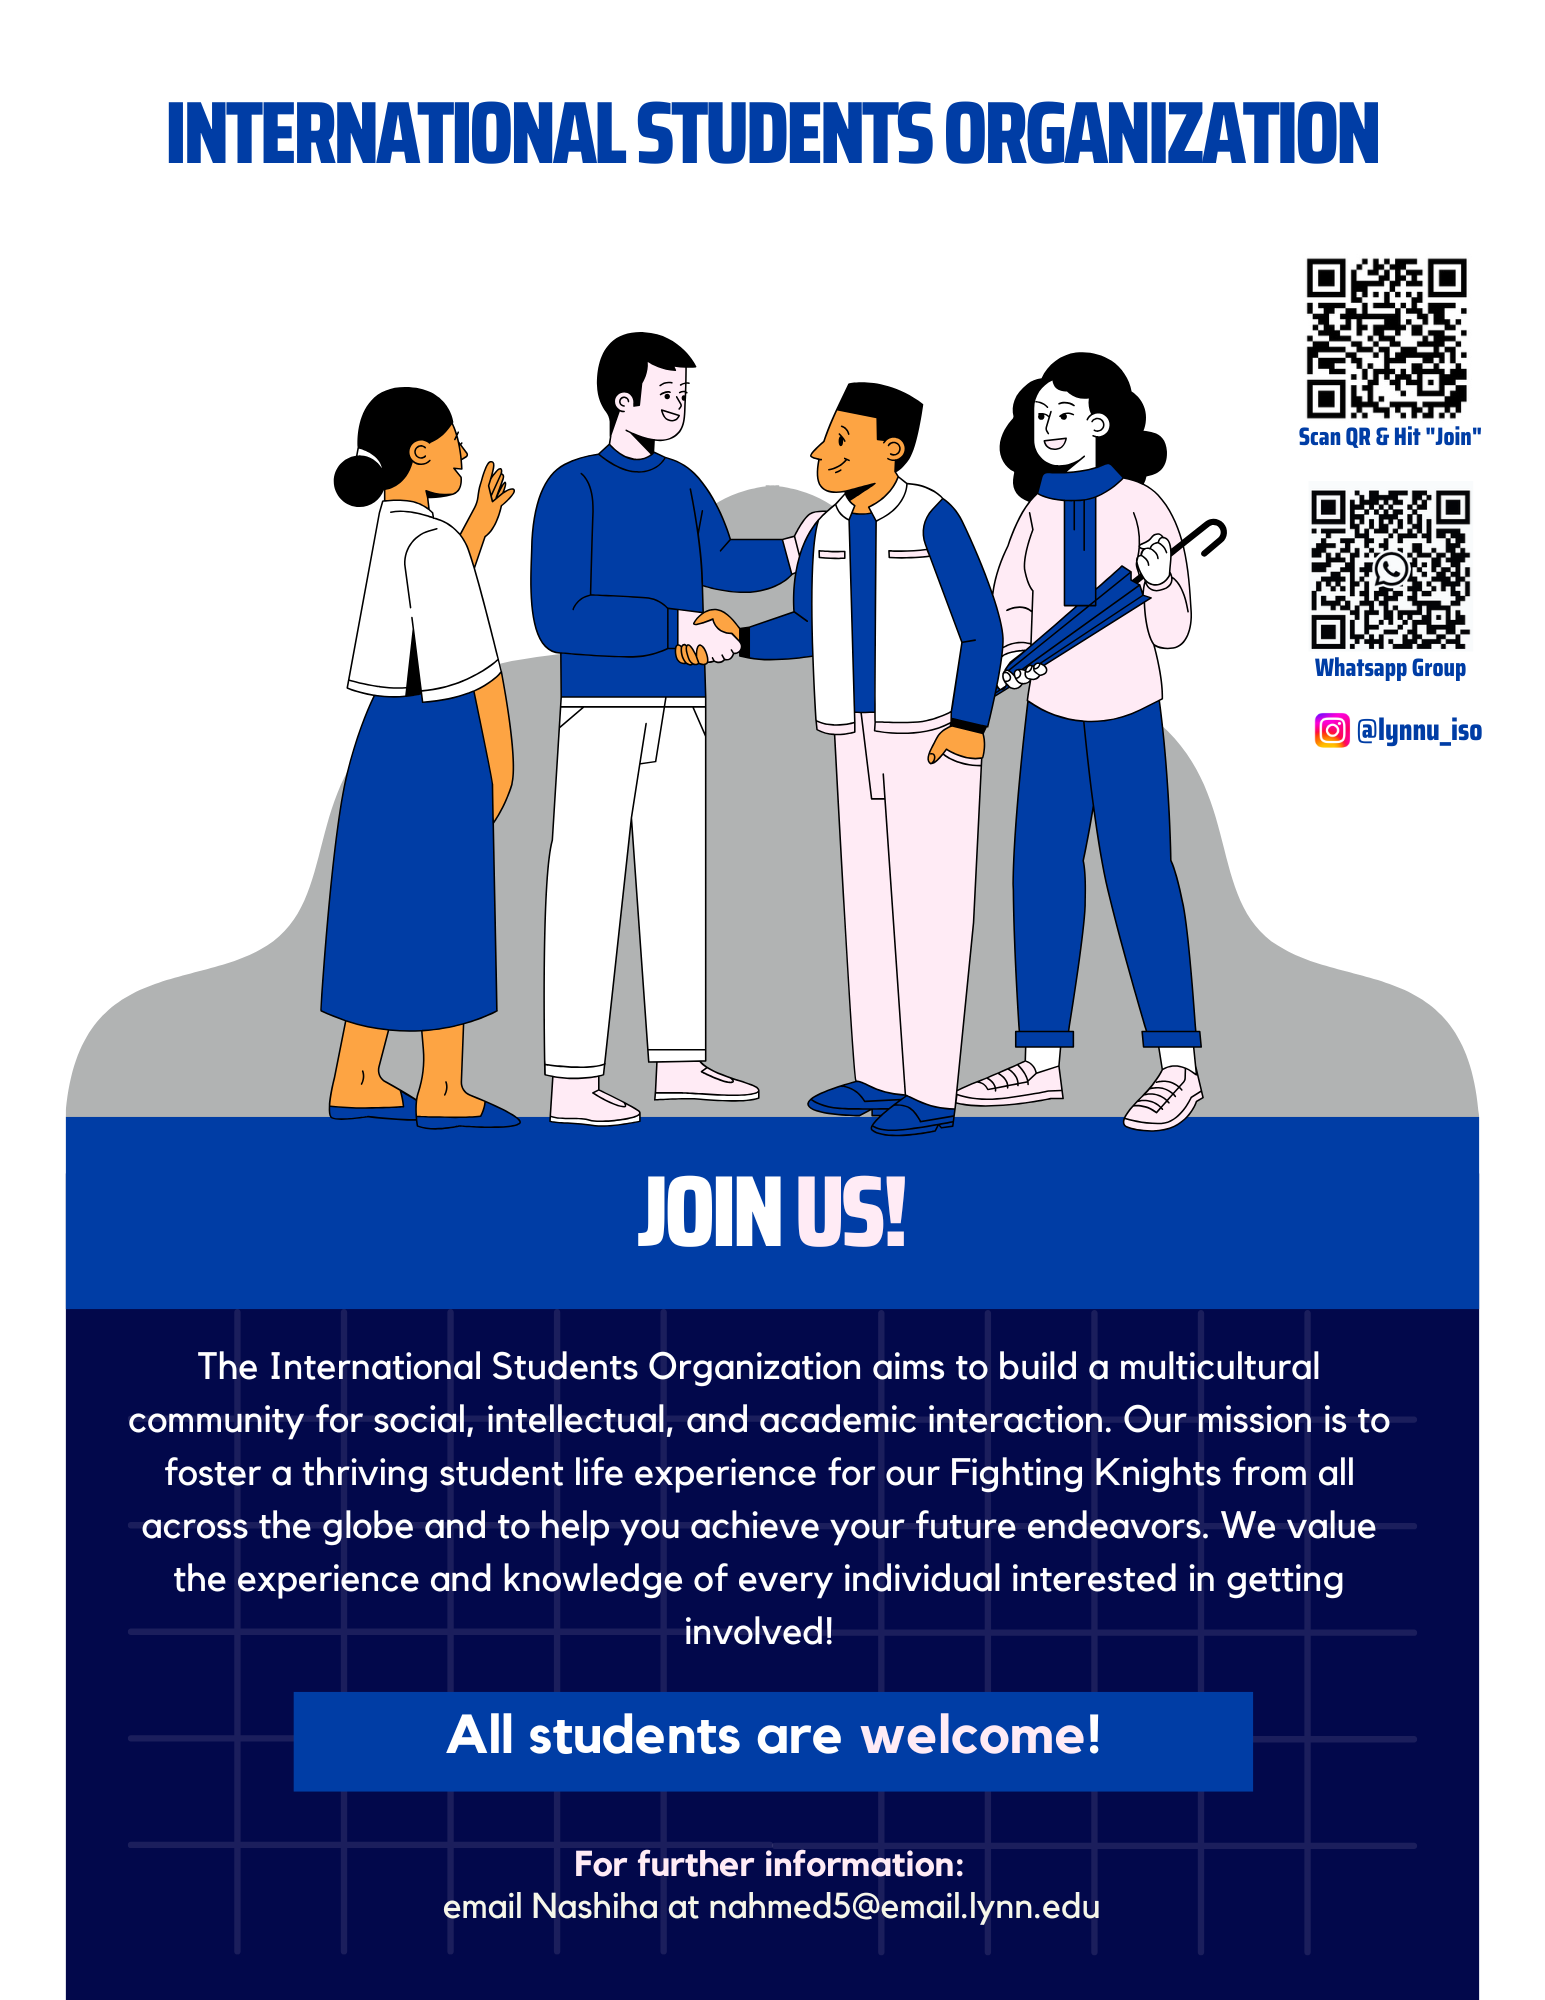 INTERNATIONAL STUDENTS ORGANIZATION
Scan QR & Hit "Join"
Whatsapp Group
@lynnu_iso
JOIN US!
The International Students Organization aims to build a multicultural
community for social, intellectual, and academic interaction. Our mission is to
foster a thriving student life experience for our Fighting Knights from all
across the globe and to help you achieve your future endeavors. We value
the experience and knowledge of every individual interested in getting
involved!
All students are welcome!
For further information:
email Nashiha at nahmed5@email.lynn.edu